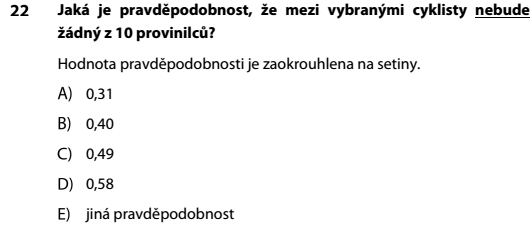 22 Jaká je pravděpodobnost, že mezi vybranými cyklisty nebude
žádný z 10 provinilců?
Hodnota pravděpodobnosti je zaokrouhlena na setiny.
A) 0,31
B) 0,40
C) 0,49
D) 0,58
E) jiná pravděpodobnost